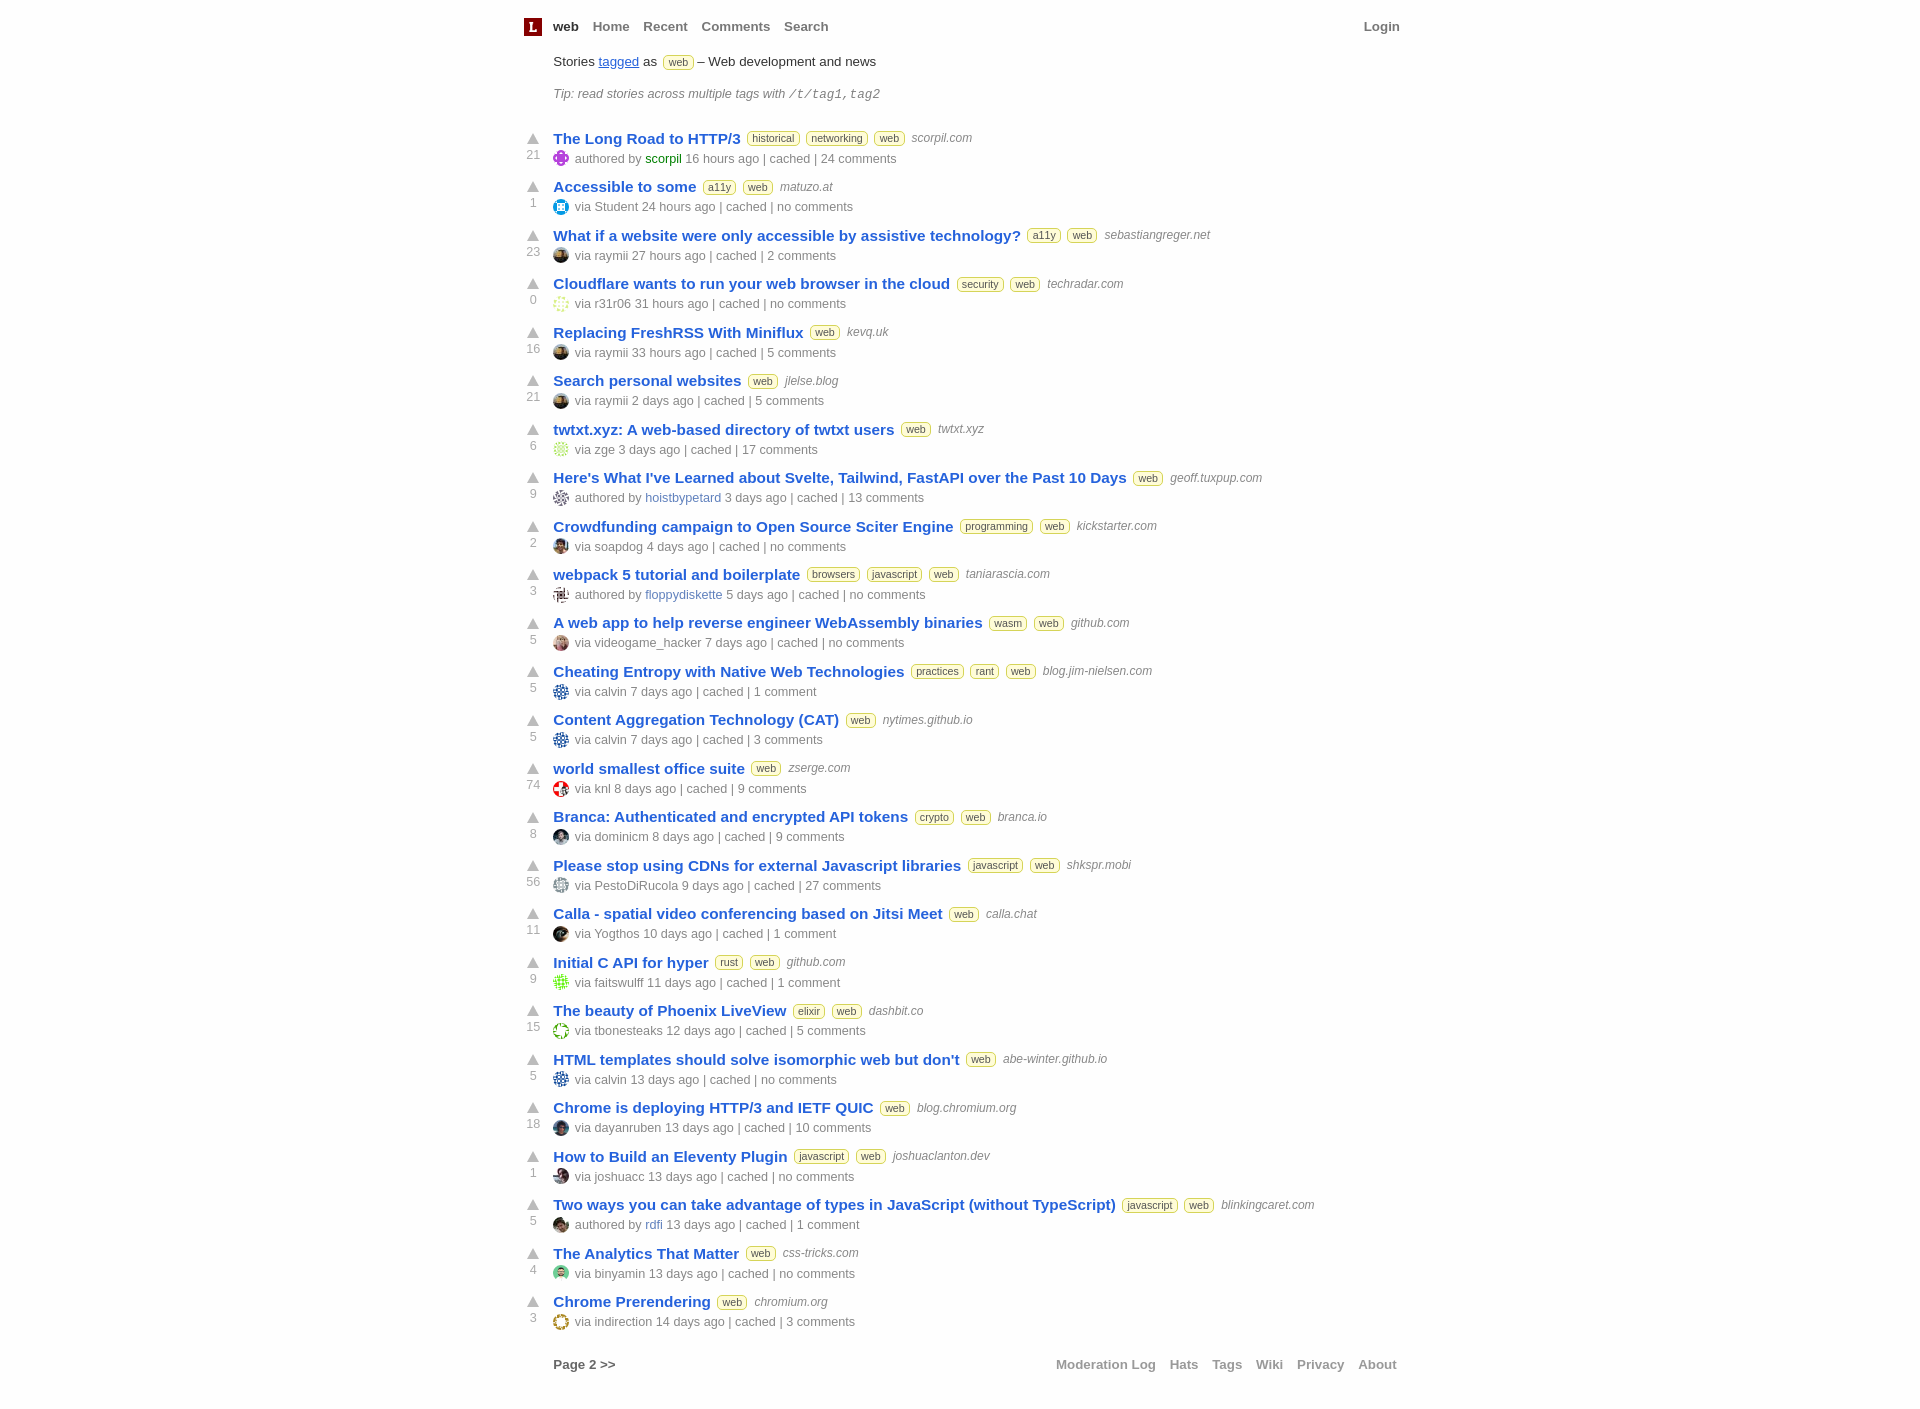 L web Home Recent Comments Search Login
Stories tagged as web – Web development and news
Tip: read stories across multiple tags with /t/tag1,tag2
The Long Road to HTTP/3 historical networking web scorpil.com
21 authored by scorpil 16 hours ago | cached | 24 comments
Accessible to some a11y web matuzo.at
1 via Student 24 hours ago | cached | no comments
What if a website were only accessible by assistive technology? a11y web sebastiangreger.net
23 via raymii 27 hours ago | cached | 2 comments
Cloudflare wants to run your web browser in the cloud security web techradar.com
0 via r31r06 31 hours ago | cached | no comments
Replacing FreshRSS With Miniflux web kevq.uk
16 via raymii 33 hours ago | cached | 5 comments
Search personal websites web jlelse.blog
21 via raymii 2 days ago | cached | 5 comments
twtxt.xyz: A web-based directory of twtxt users web twtxt.xyz
6 via zge 3 days ago | cached | 17 comments
Here's What I've Learned about Svelte, Tailwind, FastAPI over the Past 10 Days web geoff.tuxpup.com
9 authored by hoistbypetard 3 days ago | cached | 13 comments
Crowdfunding campaign to Open Source Sciter Engine programming web kickstarter.com
2 via soapdog 4 days ago | cached | no comments
webpack 5 tutorial and boilerplate browsers javascript web taniarascia.com
3 authored by floppydiskette 5 days ago | cached | no comments
A web app to help reverse engineer WebAssembly binaries wasm web github.com
5 via videogame_hacker 7 days ago | cached | no comments
Cheating Entropy with Native Web Technologies practices rant web blog.jim-nielsen.com
5 via calvin 7 days ago | cached | 1 comment
Content Aggregation Technology (CAT) web nytimes.github.io
5 via calvin 7 days ago | cached | 3 comments
world smallest office suite web zserge.com
74 via knl 8 days ago | cached | 9 comments
Branca: Authenticated and encrypted API tokens crypto web branca.io
8 via dominicm 8 days ago | cached | 9 comments
Please stop using CDNs for external Javascript libraries javascript web shkspr.mobi
56 via PestoDiRucola 9 days ago | cached | 27 comments
Calla - spatial video conferencing based on Jitsi Meet web calla.chat
11 via Yogthos 10 days ago | cached | 1 comment
Initial C API for hyper rust web github.com
9 via faitswulff 11 days ago | cached | 1 comment
The beauty of Phoenix LiveView elixir web dashbit.co
15 via tbonesteaks 12 days ago | cached | 5 comments
HTML templates should solve isomorphic web but don't web abe-winter.github.io
5 via calvin 13 days ago | cached | no comments
Chrome is deploying HTTP/3 and IETF QUIC web blog.chromium.org
18 via dayanruben 13 days ago | cached | 10 comments
How to Build an Eleventy Plugin javascript web joshuaclanton.dev
1 via joshuacc 13 days ago | cached | no comments
Two ways you can take advantage of types in JavaScript (without TypeScript) javascript web blinkingcaret.com
5 authored by rdfi 13 days ago | cached | 1 comment
The Analytics That Matter web css-tricks.com
4 via binyamin 13 days ago | cached | no comments
Chrome Prerendering web chromium.org
3 via indirection 14 days ago | cached | 3 comments
Page 2 >> Moderation Log Hats Tags Wiki Privacy About